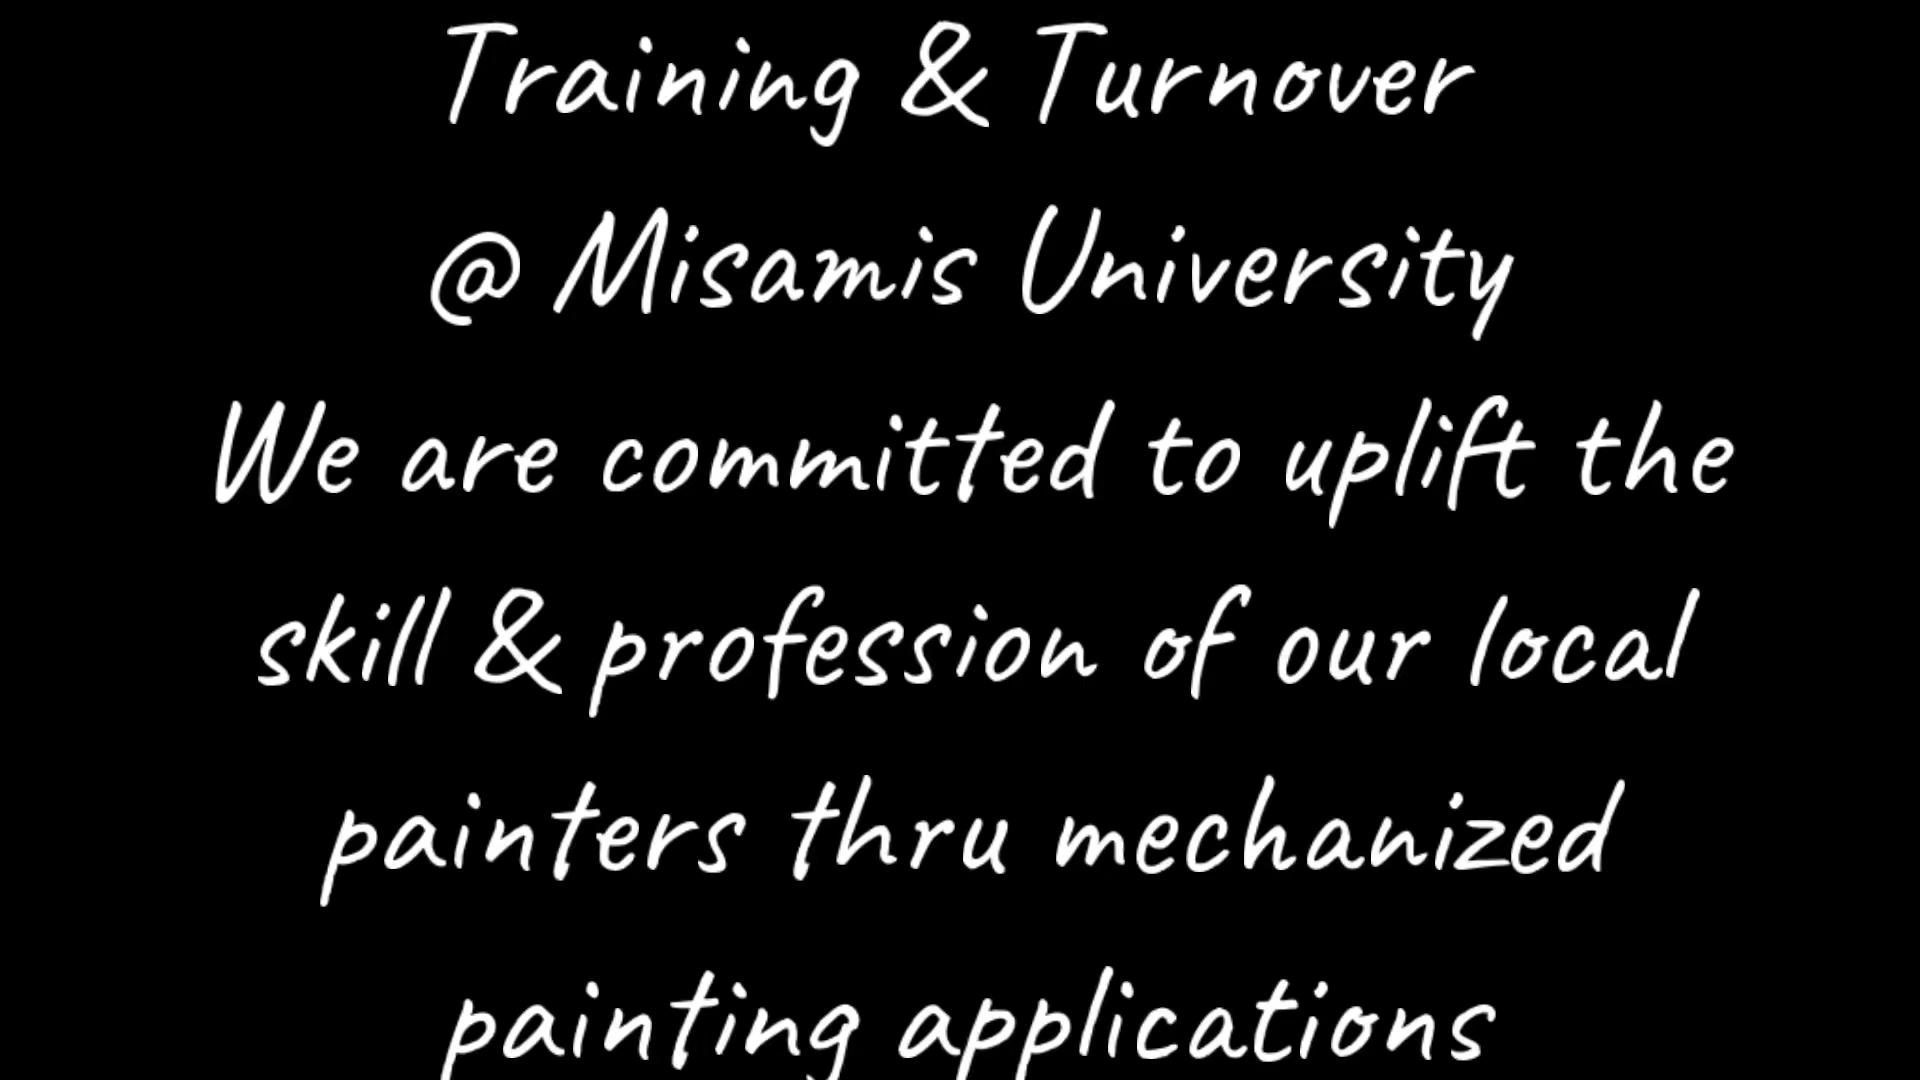 Training & Turnover
@ Misamis University
We are committed to uplift the
skill & profession of our local
painters thru mechanized
painting applications